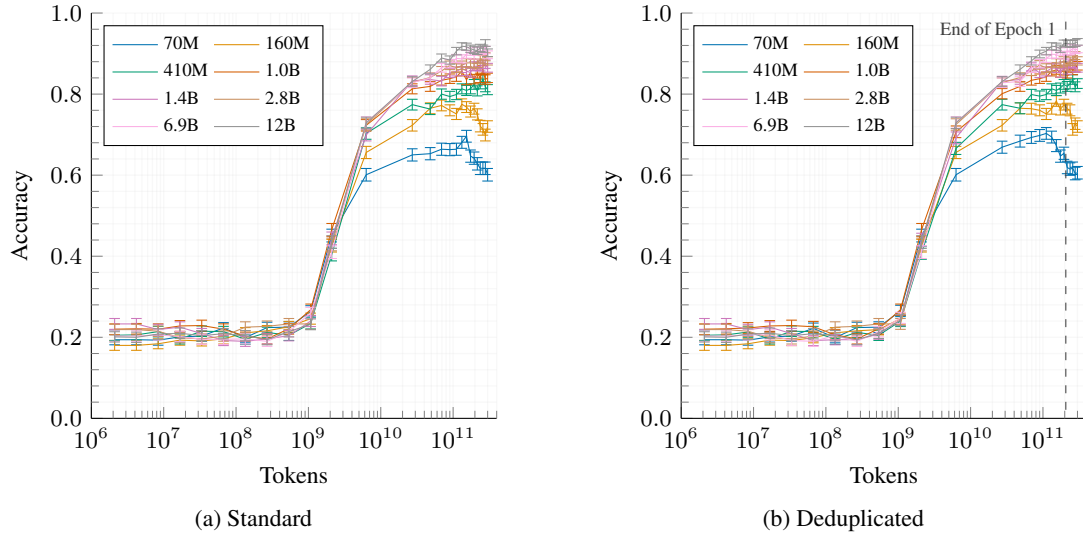 1.0
0.8
0.6
0.4
0.2
0.0
Accuracy
70M 160M
410M 1.0B
1.4B 2.8B
6.9B 12B
10^6 10^7 10^8 10^9 10^10 10^11
Tokens
(a) Standard
1.0
0.8
0.6
0.4
0.2
0.0
Accuracy
70M 160M
410M 1.0B
1.4B 2.8B
6.9B 12B
End of Epoch 1
10^6 10^7 10^8 10^9 10^10 10^11
Tokens
(b) Deduplicated